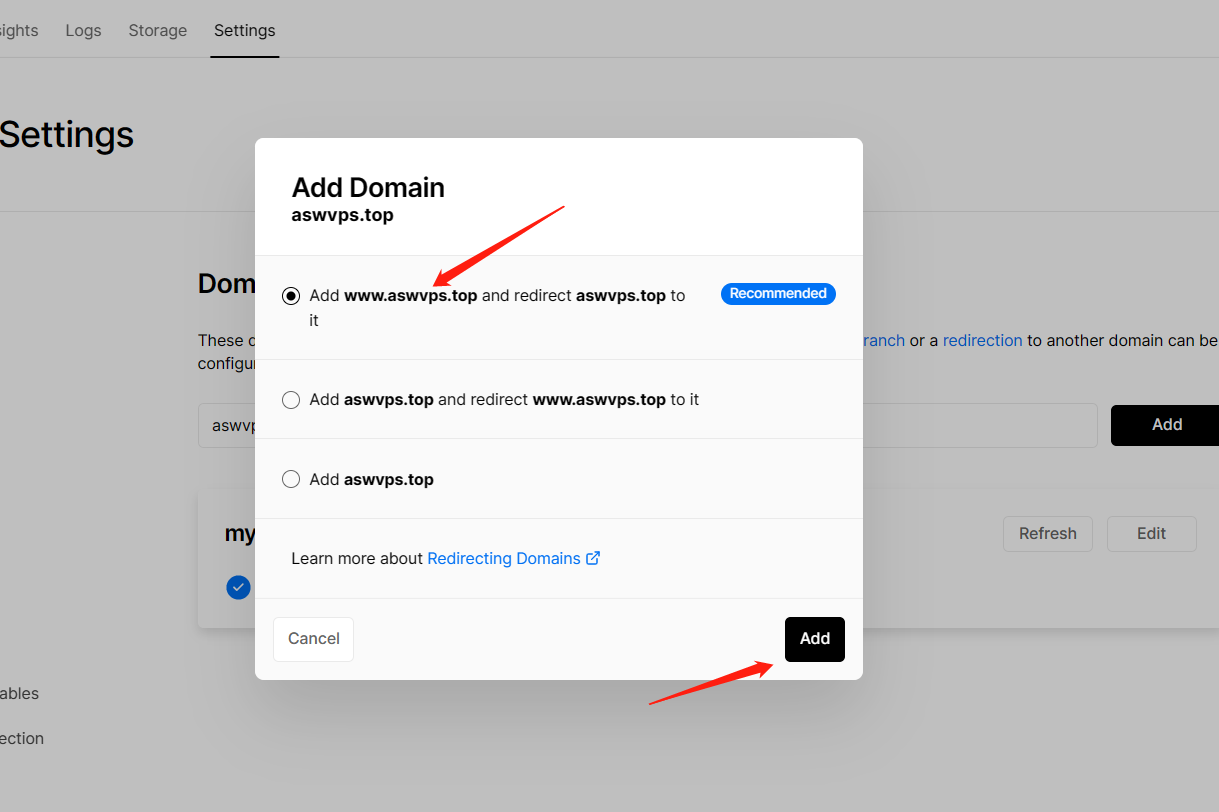 Logs Storage Settings
Settings
Add Domain
aswvps.top
Add www.aswvps.top and redirect aswvps.top to
it
Recommended
Add aswvps.top and redirect www.aswvps.top to it
Add aswvps.top
Learn more about Redirecting Domains
Cancel Add
Dom
These
configu
ranch or a redirection to another domain can be
aswvp
Add
my
Refresh Edit
ables
ection